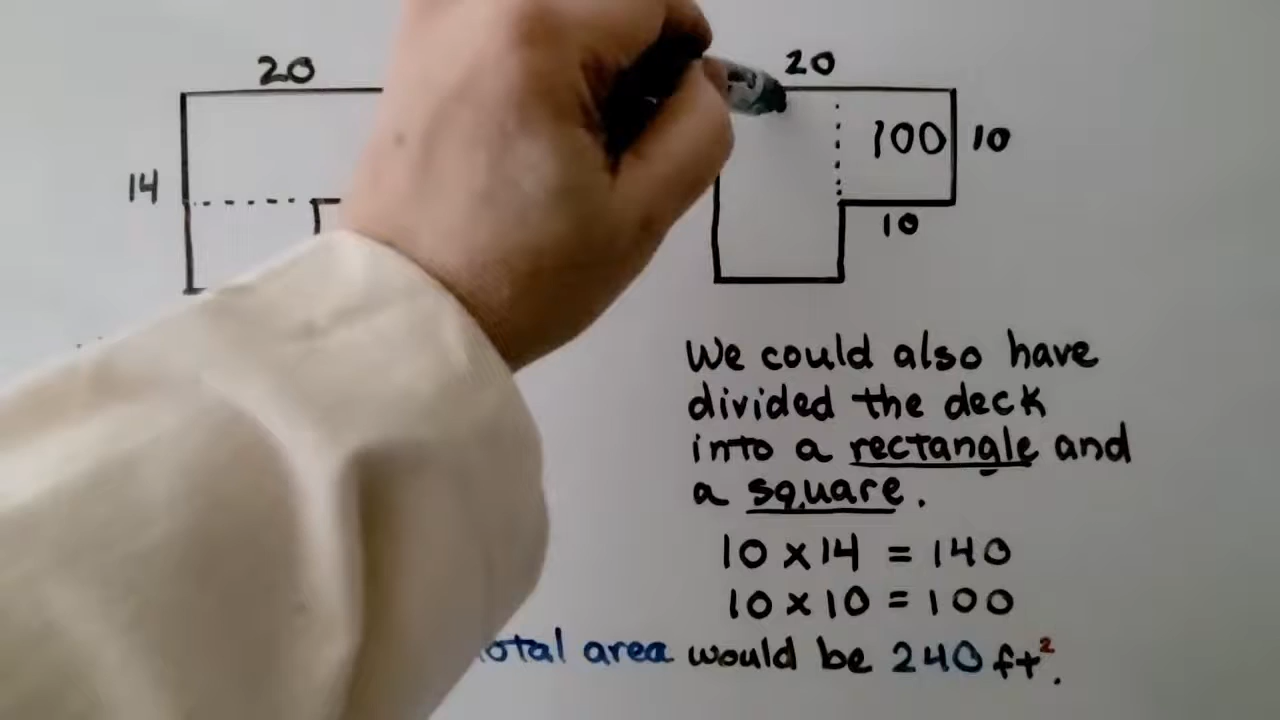 20
14
20
100
10
10
We could also have
divided the deck
into a rectangle and
a square.
10 x 14 = 140
10 x 10 = 100
area would be 240 ft².